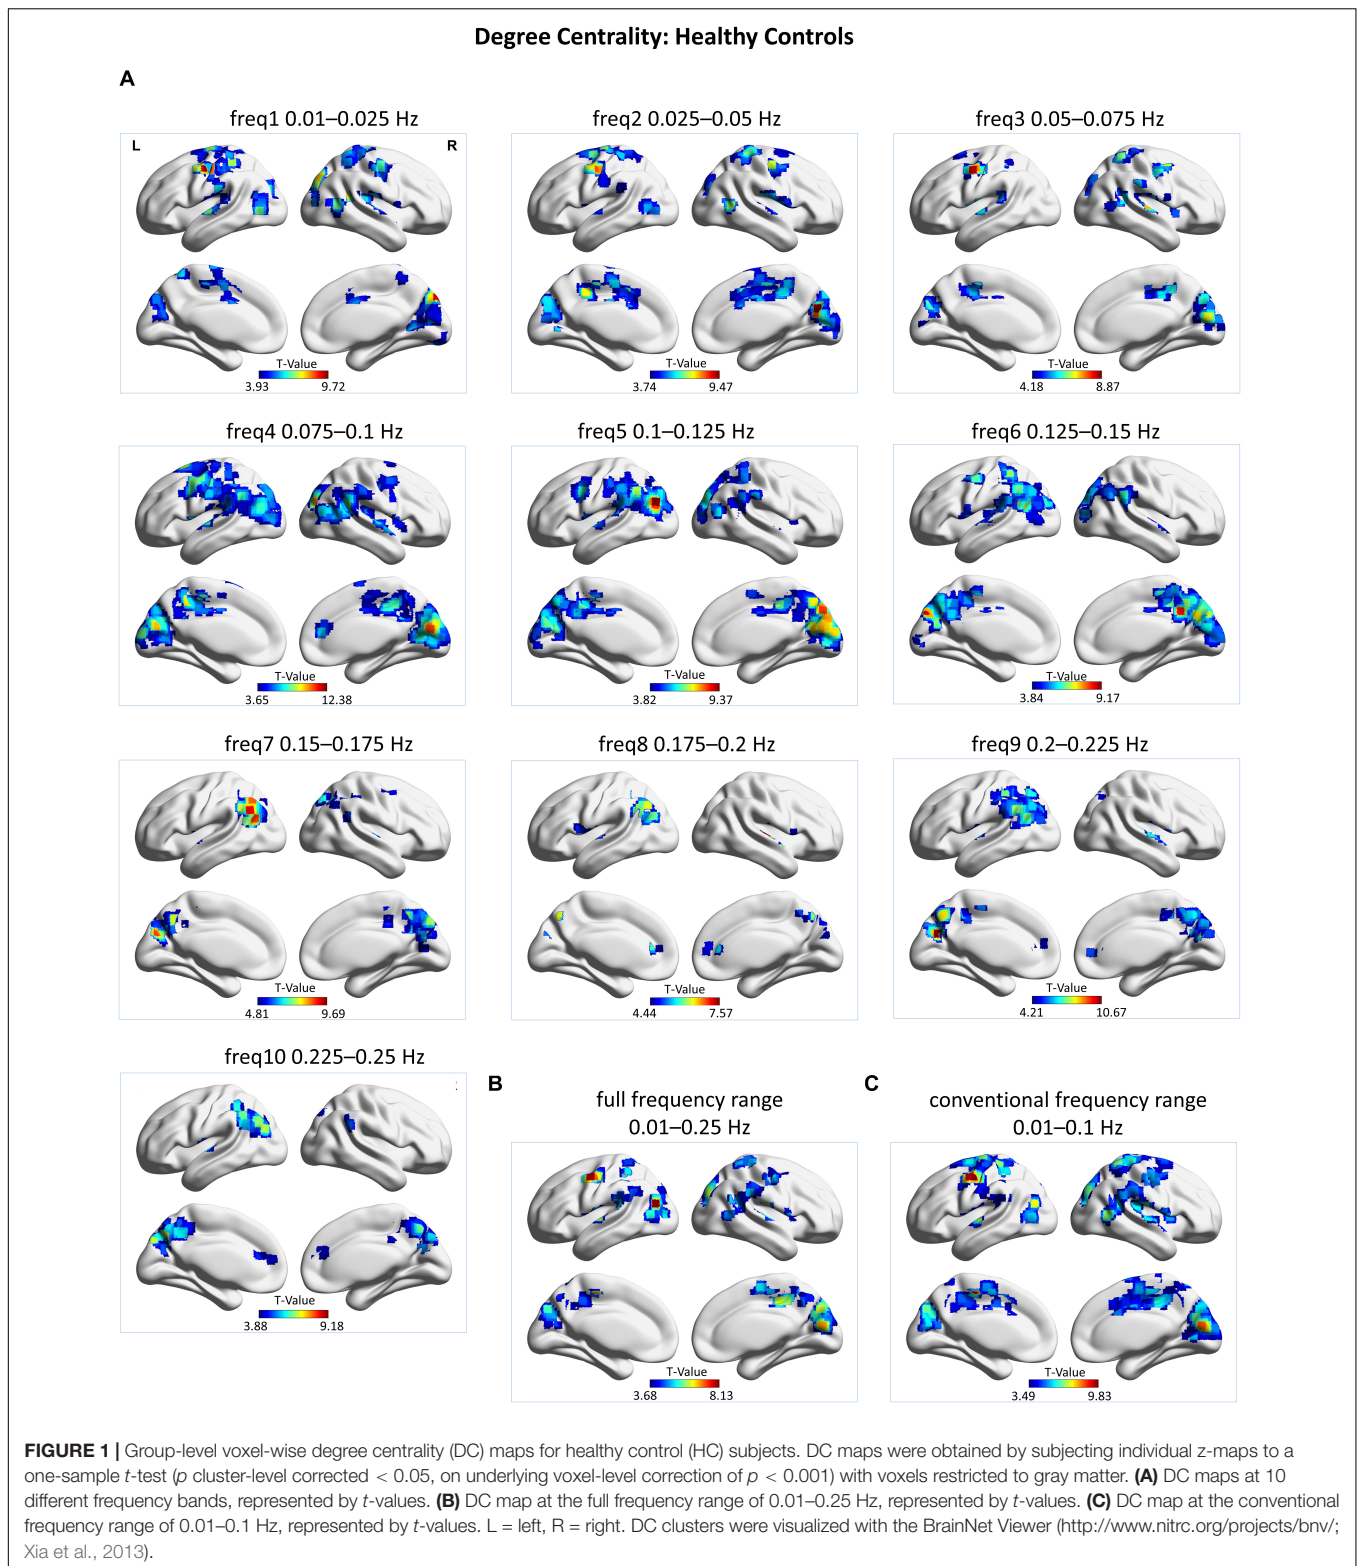 Degree Centrality: Healthy Controls
A
freq1 0.01–0.025 Hz
freq2 0.025–0.05 Hz
freq3 0.05–0.075 Hz
L
R
T-Value
3.93
9.72
T-Value
3.74
9.47
T-Value
4.18
8.87
freq4 0.075–0.1 Hz
freq5 0.1–0.125 Hz
freq6 0.125–0.15 Hz
T-Value
3.65
12.38
T-Value
3.82
9.37
T-Value
3.84
9.17
freq7 0.15–0.175 Hz
freq8 0.175–0.2 Hz
freq9 0.2–0.225 Hz
T-Value
4.81
9.69
T-Value
4.44
7.57
T-Value
4.21
10.67
freq10 0.225–0.25 Hz
T-Value
3.88
9.18
B
full frequency range
0.01–0.25 Hz
T-Value
3.68
8.13
C
conventional frequency range
0.01–0.1 Hz
T-Value
3.49
9.83
FIGURE 1 | Group-level voxel-wise degree centrality (DC) maps for healthy control (HC) subjects. DC maps were obtained by subjecting individual z-maps to a
one-sample t-test (p cluster-level corrected < 0.05, on underlying voxel-level correction of p < 0.001) with voxels restricted to gray matter. (A) DC maps at 10
different frequency bands, represented by t-values. (B) DC map at the full frequency range of 0.01–0.25 Hz, represented by t-values. (C) DC map at the conventional
frequency range of 0.01–0.1 Hz, represented by t-values. L = left, R = right. DC clusters were visualized with the BrainNet Viewer (http://www.nitrc.org/projects/bnv/;
Xia et al., 2013).